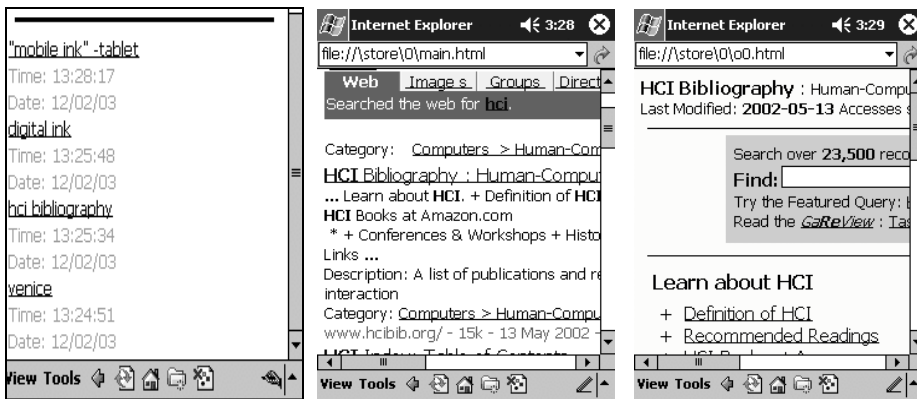 "mobile ink" -tablet
Time: 13:28:17
Date: 12/02/03
digital ink
Time: 13:25:48
Date: 12/02/03
hci bibliography
Time: 13:25:34
Date: 12/02/03
venice
Time: 13:24:51
Date: 12/02/03
View Tools
Internet Explorer 3:28
file://\store\0\main.html
Web Image s Groups Direct
Searched the web for hci.
Category: Computers > Human-Com
HCI Bibliography : Human-Comput
... Learn about HCI. + Definition of HCI
HCI Books at Amazon.com
* + Conferences & Workshops + Histo
Links ...
Description: A list of publications and re
interaction
Category: Computers > Human-Compu
www.hcibib.org/ - 15k - 13 May 2002 -
HCI Index: Table of Contents
View Tools
Internet Explorer 3:29
file://\store\0\o0.html
HCI Bibliography : Human-Compu
Last Modified: 2002-05-13 Accesses s
Search over 23,500 reco
Find:
Try the Featured Query:
Read the GaReView : Tas
Learn about HCI
+ Definition of HCI
+ Recommended Readings
View Tools